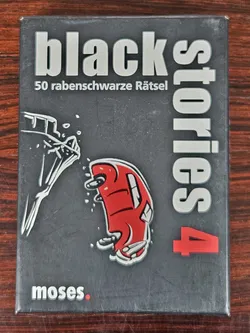 black
stories 4
50 rabenschwarze Rätsel
moses.